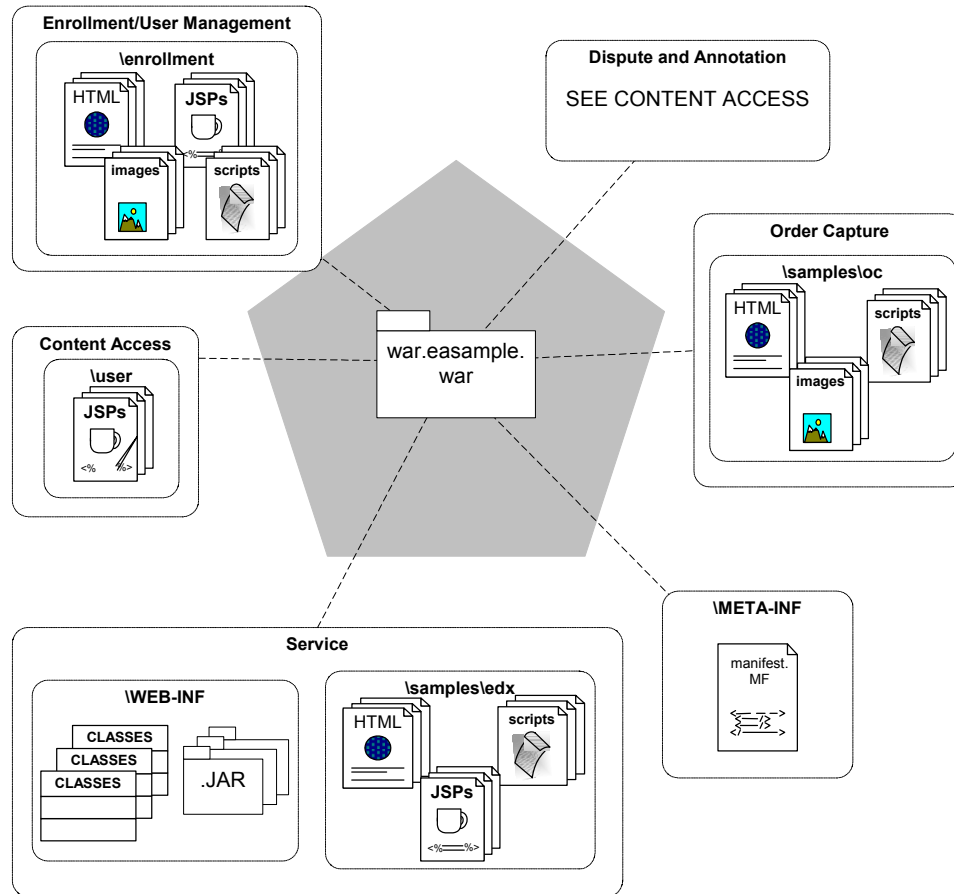 Enrollment/User Management
\enrollment
HTML
JSPs
<%
images
scripts
Dispute and Annotation
SEE CONTENT ACCESS
Order Capture
\samples\oc
HTML
scripts
images
war.easample.
war
Content Access
\user
JSPs
<% %>
\META-INF
manifest.
MF
Service
\WEB-INF
CLASSES
CLASSES
CLASSES
.JAR
\samples\edx
HTML
scripts
JSPs
<% %>